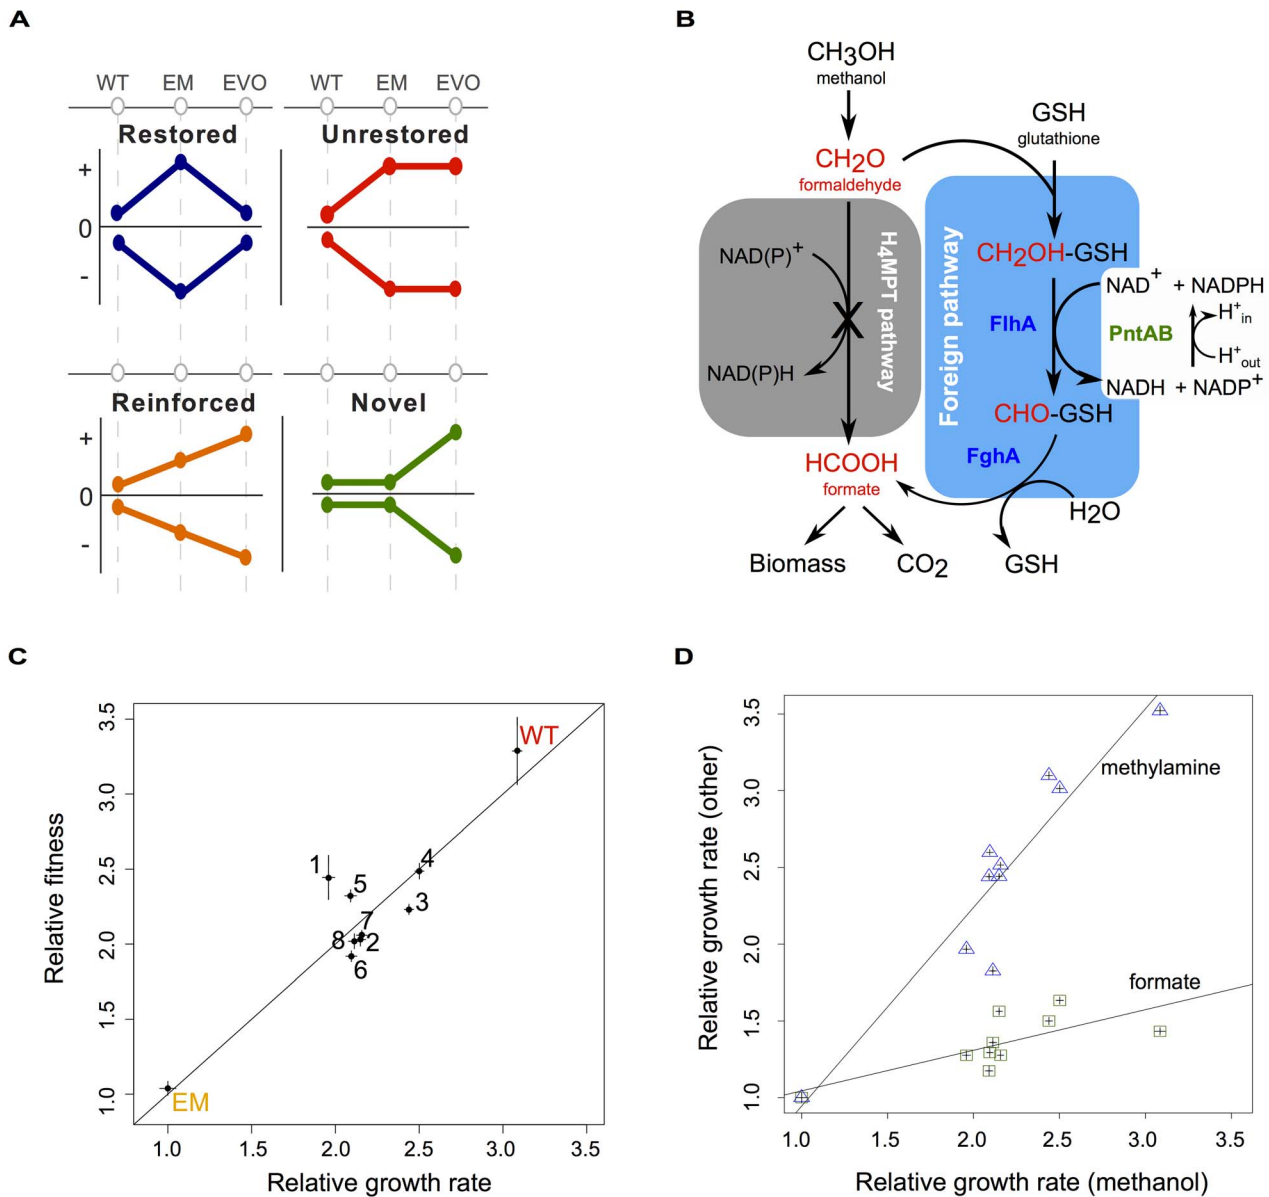 A
WT EM EVO WT EM EVO
Restored Unrestored
+
0
-
Reinforced Novel
+
0
-
B
CH3OH
methanol
GSH
glutathione
CH2O
formaldehyde
H4MPT pathway
NAD(P)+
X
NAD(P)H
Foreign pathway
CH2OH-GSH
NAD+ + NADPH
FlhA
PntAB
H+in
H+out
NADH + NADP+
CHO-GSH
FghA
HCOOH
formate
H2O
Biomass
CO2
GSH
C
Relative fitness
3.5
3.0
2.5
2.0
1.5
1.0
WT
1
4
5
3
7
8
2
6
EM
1.0 1.5 2.0 2.5 3.0 3.5
Relative growth rate
D
Relative growth rate (other)
3.5
3.0
2.5
2.0
1.5
1.0
methylamine
formate
1.0 1.5 2.0 2.5 3.0 3.5
Relative growth rate (methanol)